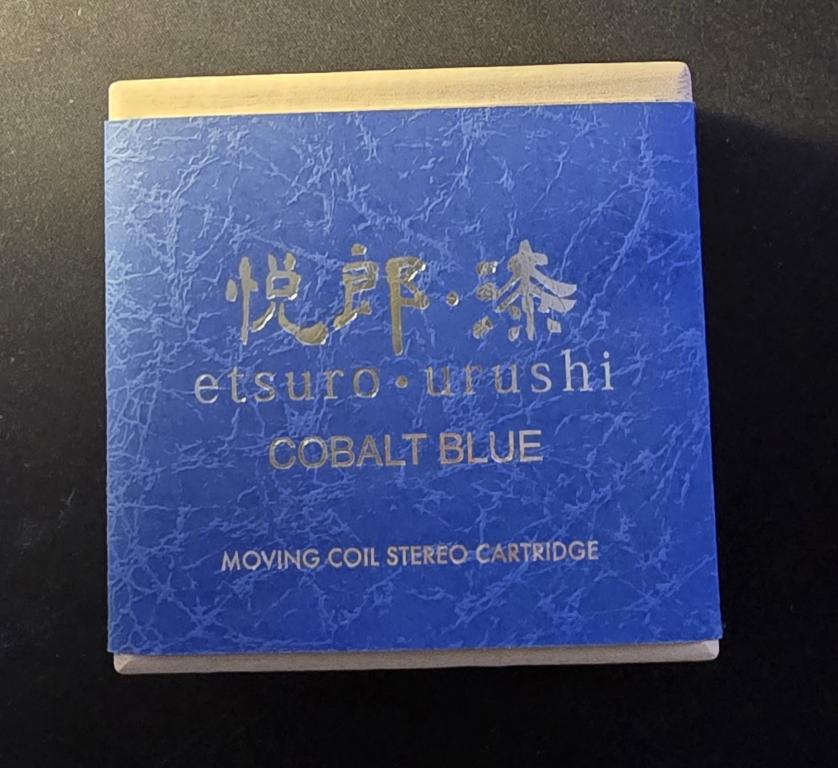 悦郎・漆
etsuro•urushi
COBALT BLUE
MOVING COIL STEREO CARTRIDGE